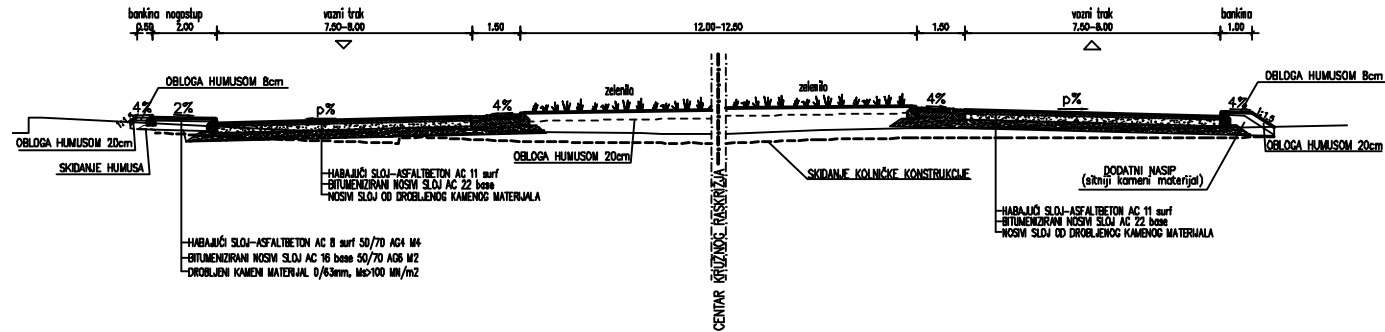 bankina nogostup
0.50 2.00
vozni trak
7.50-8.00
1.50
12.00-12.50
1.50
vozni trak
7.50-8.00
bankina
1.00
OBLOGA HUMUSOM 8cm
4%
2%
p%
4%
zelenilo
zelenilo
4%
p%
4%
OBLOGA HUMUSOM 8cm
1:1.5
OBLOGA HUMUSOM 20cm
SKIDANJE HUMUSA
OBLOGA HUMUSOM 20cm
SKIDANJE KOLNIČKE KONSTRUKCIJE
OBLOGA HUMUSOM 20cm
DODATNI NASIP
(sitniji kameni materijal)
HABAJUĆI SLOJ-ASFALTBETON AC 11 surf
BITUMENIZIRANI NOSIVI SLOJ AC 22 base
NOSIVI SLOJ OD DROBLJENOG KAMENOG MATERIJALA
HABAJUĆI SLOJ-ASFALTBETON AC 11 surf
BITUMENIZIRANI NOSIVI SLOJ AC 22 base
NOSIVI SLOJ OD DROBLJENOG KAMENOG MATERIJALA
HABAJUĆI SLOJ-ASFALTBETON AC 8 surf 50/70 AG4 M4
BITUMENIZIRANI NOSIVI SLOJ AC 16 base 50/70 AG6 M2
DROBLJENI KAMENI MATERIJAL 0/63mm, Ms>100 MN/m2
CENTAR KRUZNOG RASKRIZJA